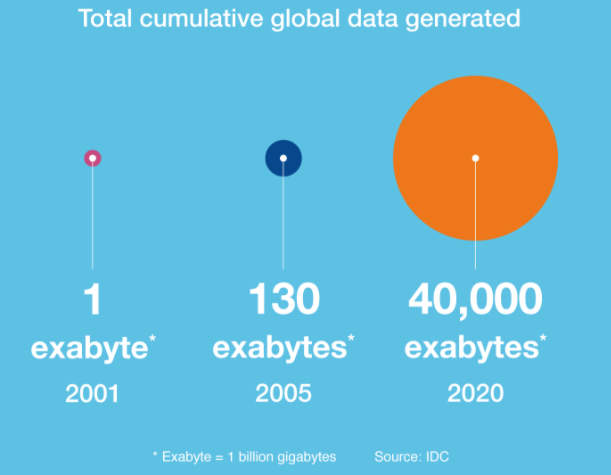 Total cumulative global data generated
1
exabyte*
2001
130
exabytes*
2005
40,000
exabytes*
2020
* Exabyte = 1 billion gigabytes
Source: IDC